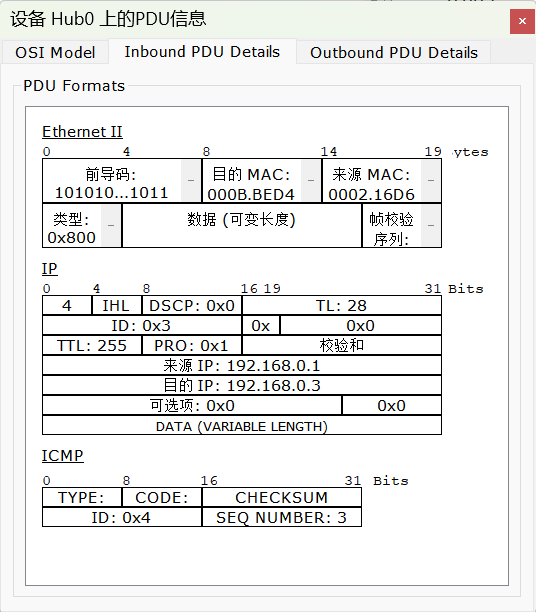 设备 Hub0 上的PDU信息
OSI Model Inbound PDU Details Outbound PDU Details
PDU Formats
Ethernet II
0 4 8 14 19 ytes
前导码: 目的 MAC: 来源 MAC:
101010...1011 000B.BED4 0002.16D6
类型: 数据 (可变长度) 帧校验
0x800 序列:
IP
0 4 8 16 19 31 Bits
4 IHL DSCP: 0x0 TL: 28
ID: 0x3 0x 0x0
TTL: 255 PRO: 0x1 校验和
来源 IP: 192.168.0.1
目的 IP: 192.168.0.3
可选项: 0x0 0x0
DATA (VARIABLE LENGTH)
ICMP
0 8 16 31 Bits
TYPE: CODE: CHECKSUM
ID: 0x4 SEQ NUMBER: 3